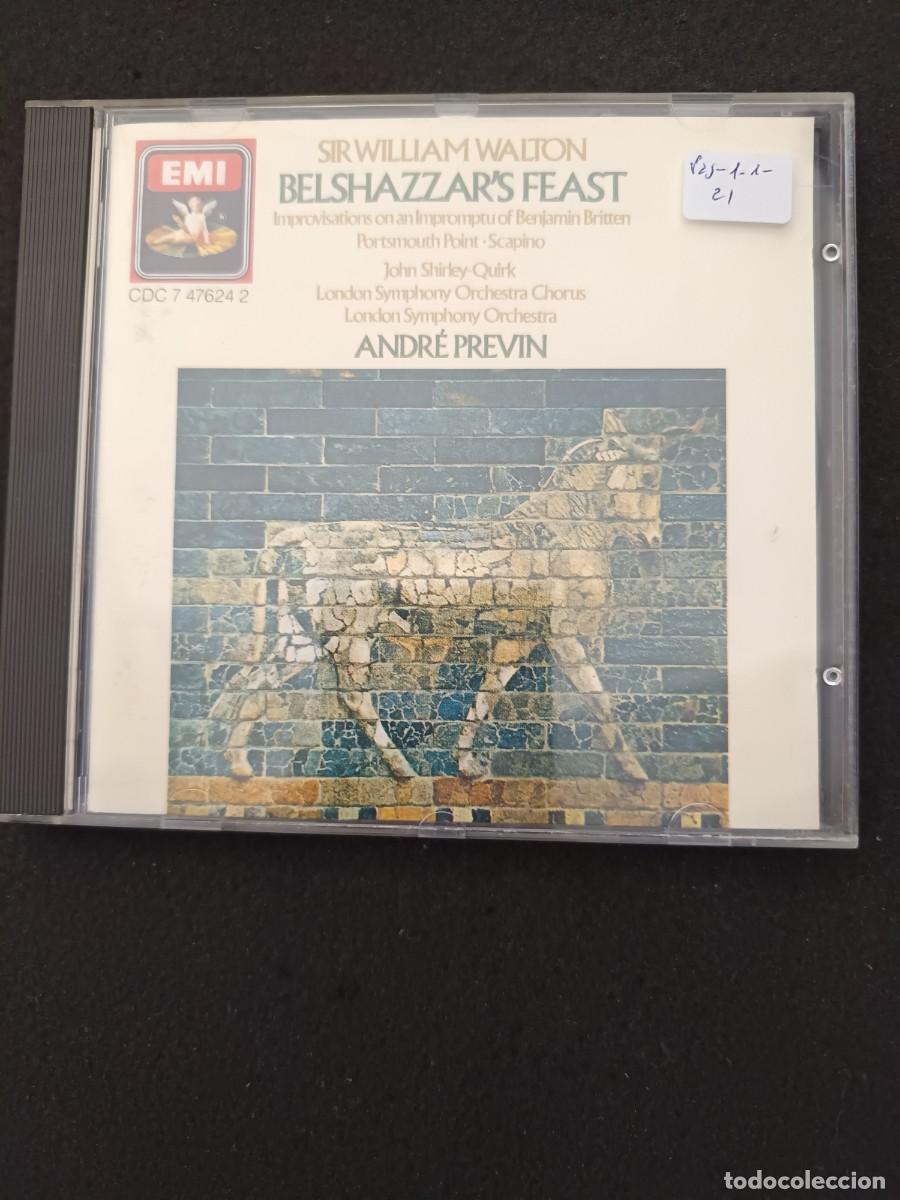 EMI
CDC 7 47624 2
SIR WILLIAM WALTON
BELSHAZZAR'S FEAST
Improvisations on an Impromptu of Benjamin Britten
Portsmouth Point · Scapino
John Shirley-Quirk
London Symphony Orchestra Chorus
London Symphony Orchestra
ANDRÉ PREVIN
21
todocoleccion